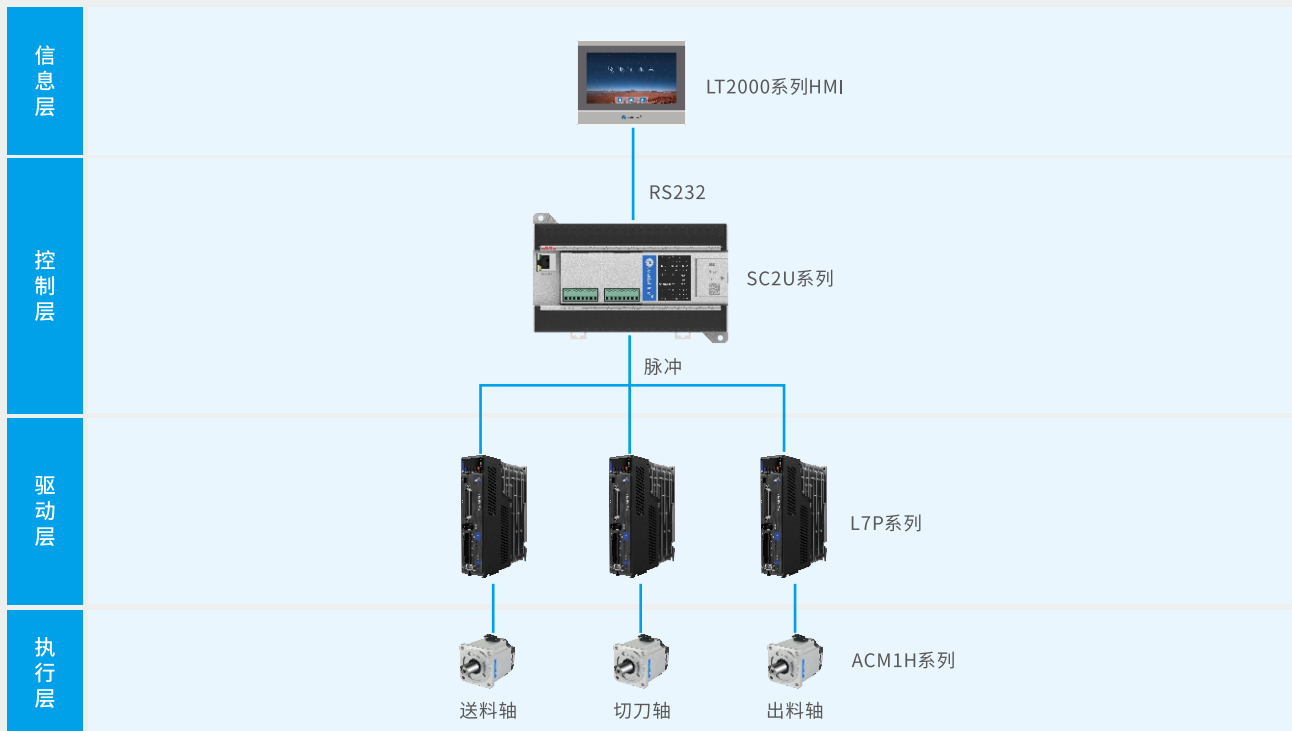 信息层
LT2000系列HMI
RS232
控制层
SC2U系列
脉冲
驱动层
L7P系列
执行层
ACM1H系列
送料轴
切刀轴
出料轴